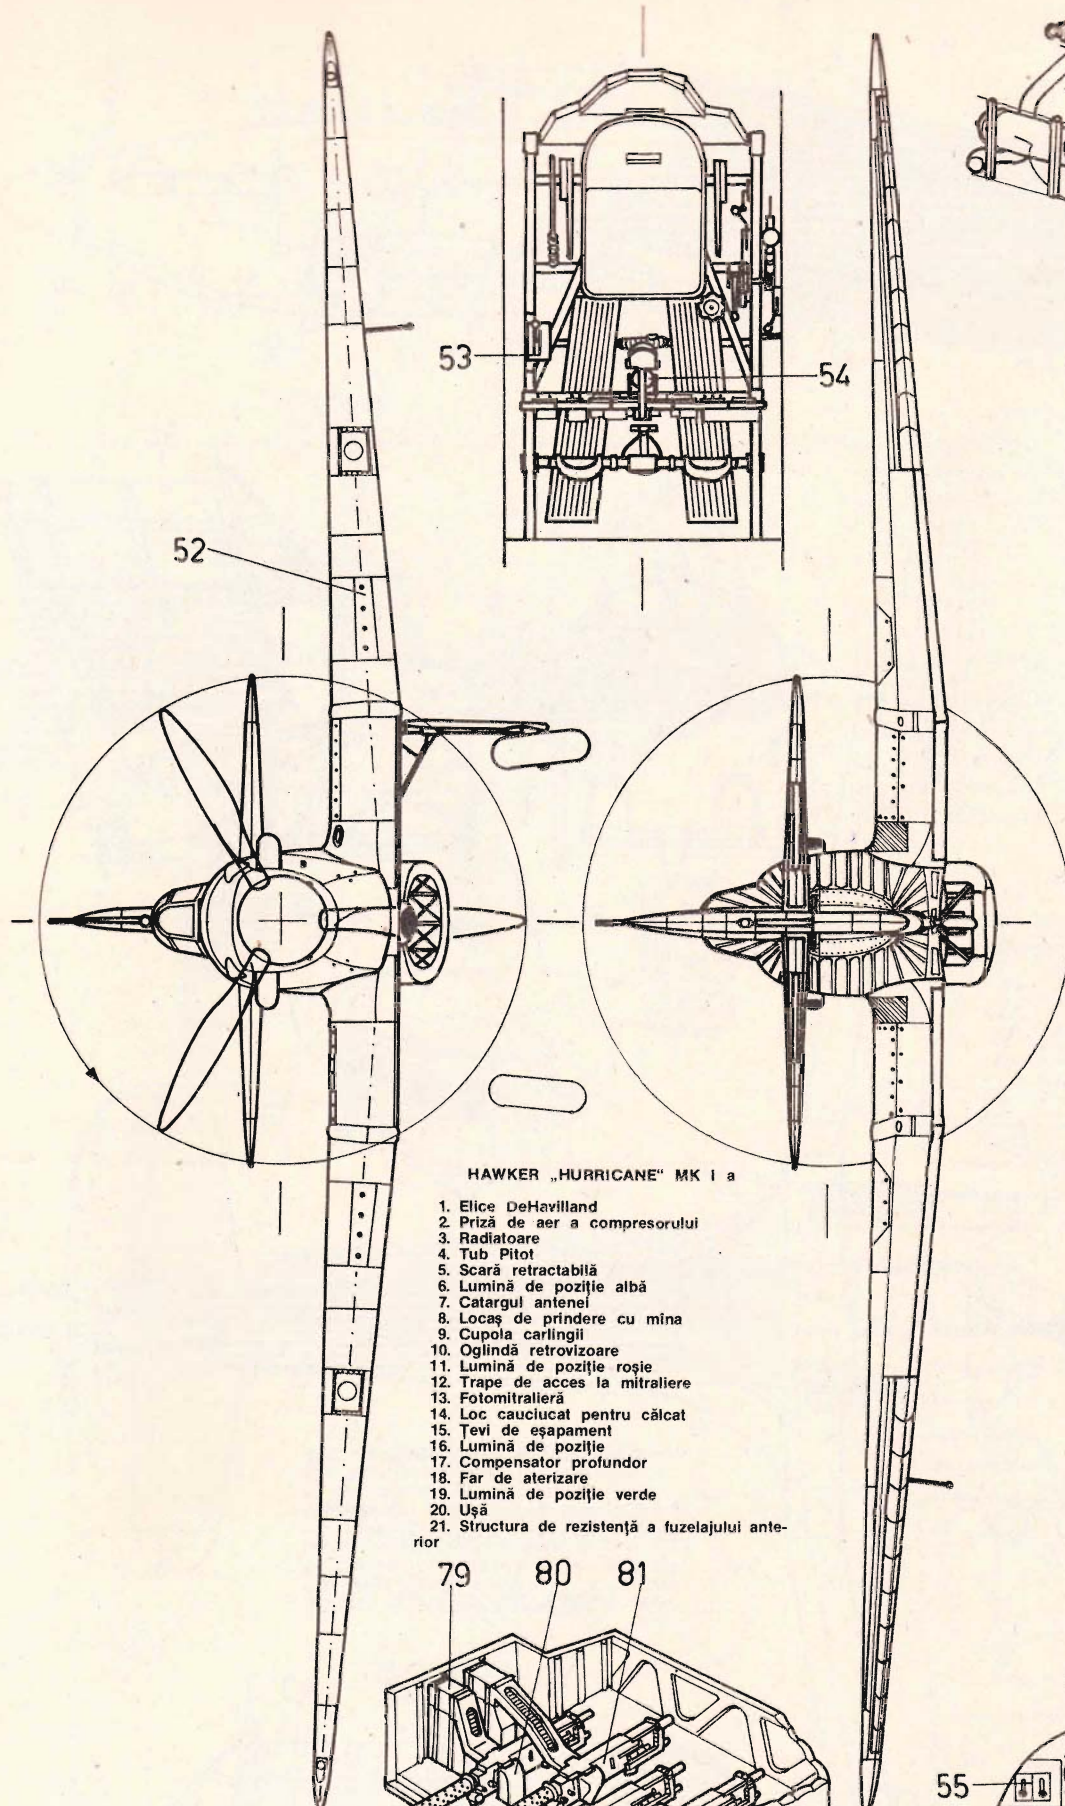 53
54
52
HAWKER „HURRICANE“ MK I a
1. Elice DeHavilland
2. Priză de aer a compresorului
3. Radiatoare
4. Tub Pitot
5. Scară retractabilă
6. Lumină de poziție albă
7. Catargul antenei
8. Locaș de prindere cu mîna
9. Cupola carlingii
10. Oglindă retrovizoare
11. Lumină de poziție roșie
12. Trape de acces la mitraliere
13. Fotomitralieră
14. Loc cauciucat pentru călcat
15. Țevi de eșapament
16. Lumină de poziție
17. Compensator profundor
18. Far de aterizare
19. Lumină de poziție verde
20. Ușă
21. Structura de rezistență a fuzelajului ante-
rior
79 80 81
55